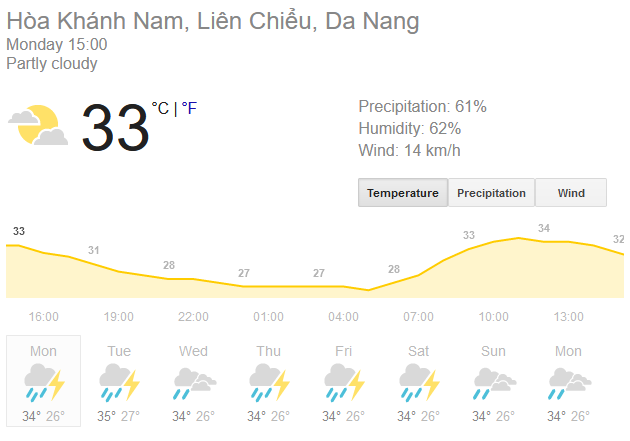 Hòa Khánh Nam, Liên Chiểu, Da Nang
Monday 15:00
Partly cloudy
33 °C | °F
Precipitation: 61%
Humidity: 62%
Wind: 14 km/h
Temperature Precipitation Wind
33 31 28 27 27 28 33 34 32
16:00 19:00 22:00 01:00 04:00 07:00 10:00 13:00
Mon Tue Wed Thu Fri Sat Sun Mon
34° 26° 35° 27° 34° 26° 34° 26° 34° 26° 34° 26° 34° 26° 34° 26°